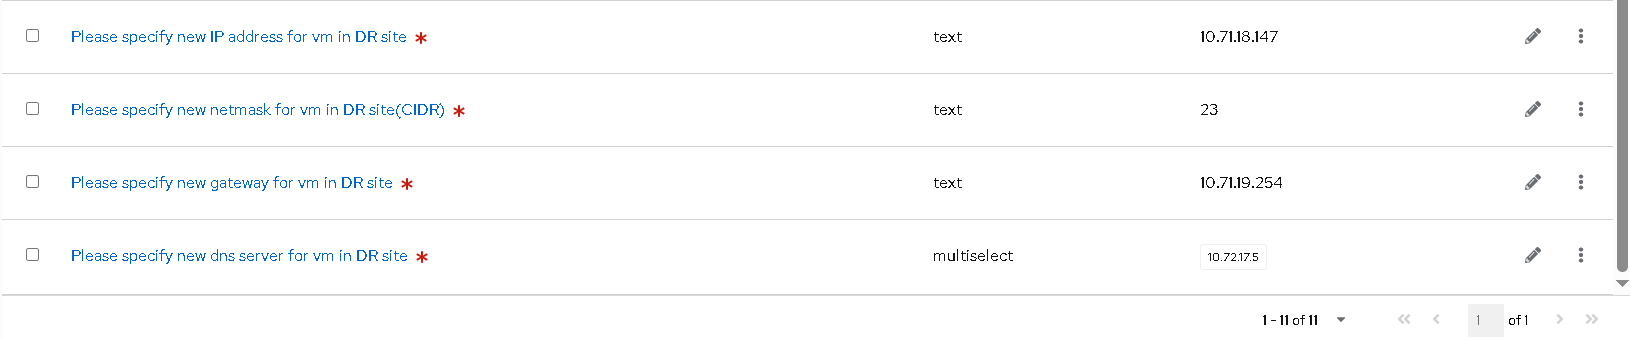 Please specify new IP address for vm in DR site * text 10.71.18.147
Please specify new netmask for vm in DR site(CIDR) * text 23
Please specify new gateway for vm in DR site * text 10.71.19.254
Please specify new dns server for vm in DR site * multiselect 10.72.17.5
1 - 11 of 11 1 of 1